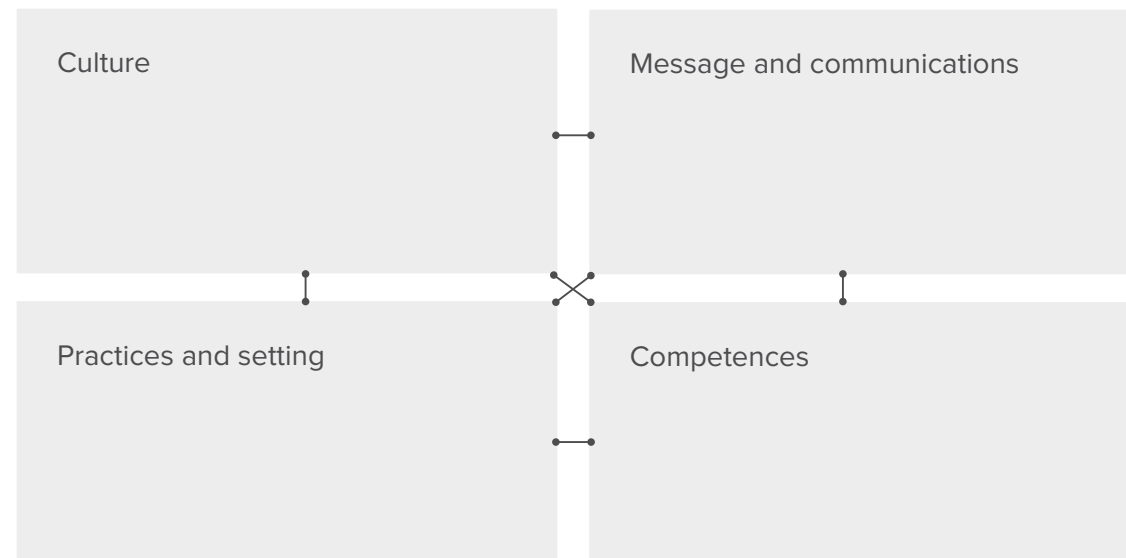 Culture
Message and communications
Practices and setting
Competences